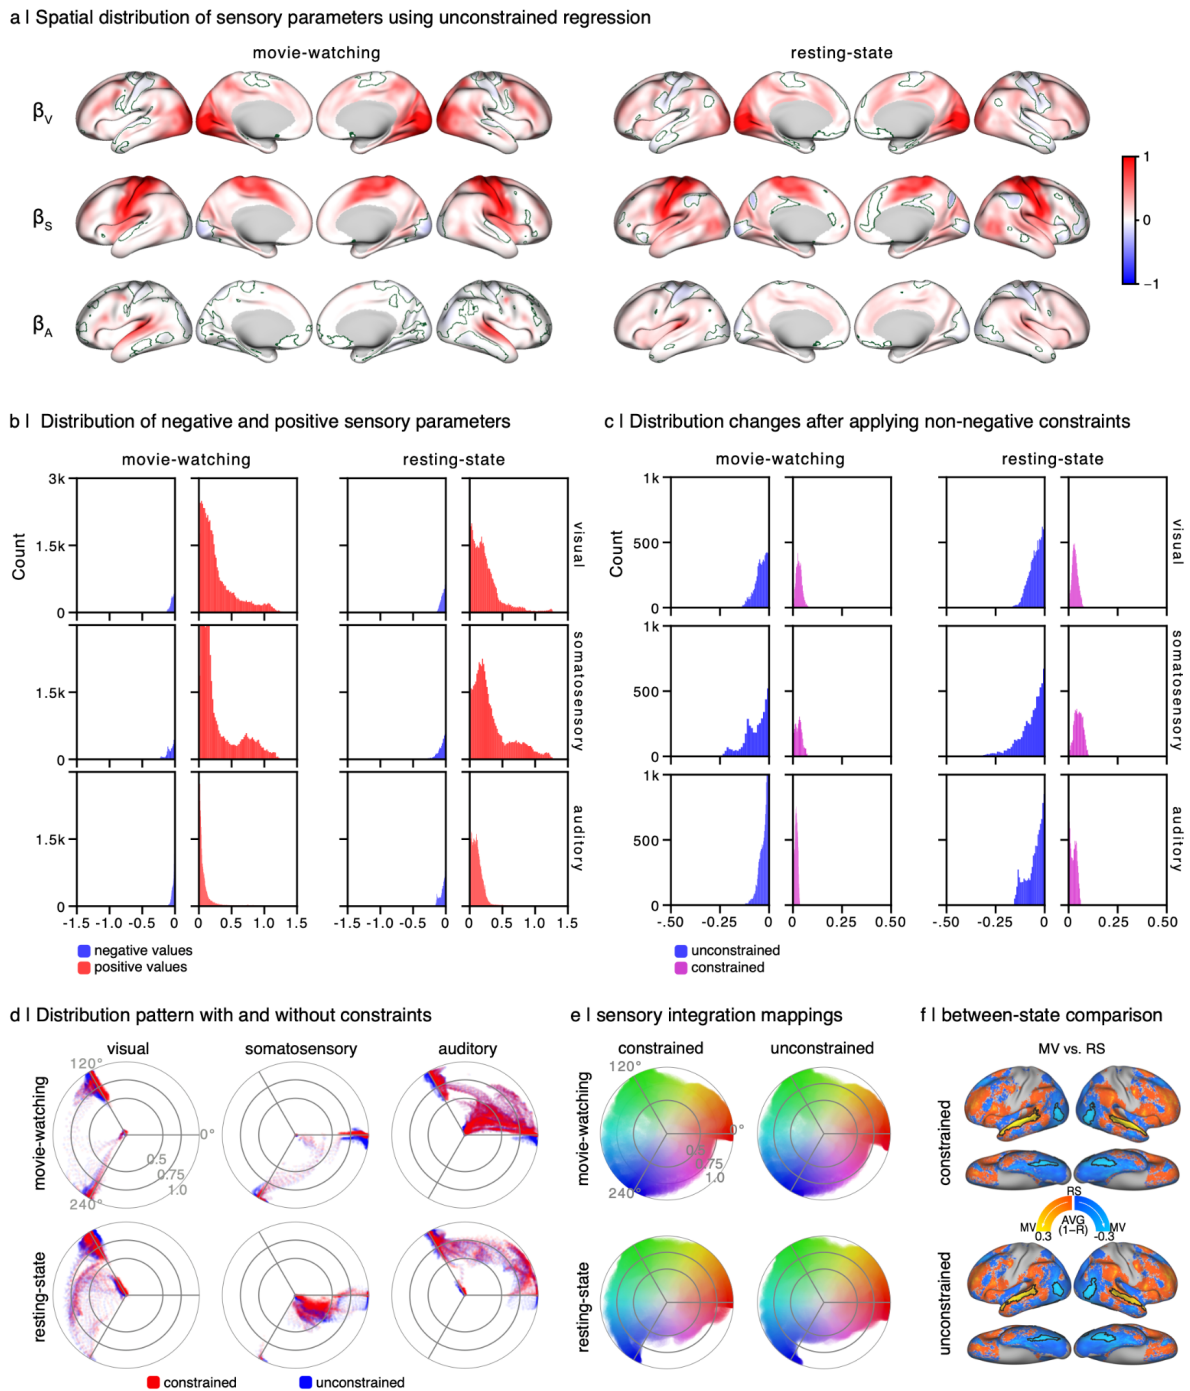 a | Spatial distribution of sensory parameters using unconstrained regression
movie-watching
resting-state
βV
βS
βA
1
0
−1
b | Distribution of negative and positive sensory parameters
c | Distribution changes after applying non-negative constraints
movie-watching
resting-state
movie-watching
resting-state
3k
1.5k
0
1.5k
0
1.5k
0
Count
visual
somatosensory
auditory
-1.5 -1.0 -0.5 0
0 0.5 1.0 1.5
-1.5 -1.0 -0.5 0
0 0.5 1.0 1.5
negative values
positive values
1k
500
0
1k
500
0
1k
500
0
Count
visual
somatosensory
auditory
-.50 -0.25 0
0 0.25 0.50
-.50 -0.25 0
0 0.25 0.50
unconstrained
constrained
d | Distribution pattern with and without constraints
visual
somatosensory
auditory
movie-watching
120°
0°
0.5
0.75
1.0
240°
resting-state
constrained
unconstrained
e | sensory integration mappings
constrained
unconstrained
movie-watching
120°
0°
0.5
0.75
1.0
240°
resting-state
f | between-state comparison
MV vs. RS
constrained
RS
MV
AVG
(1−R)
MV
0.3
-0.3
unconstrained